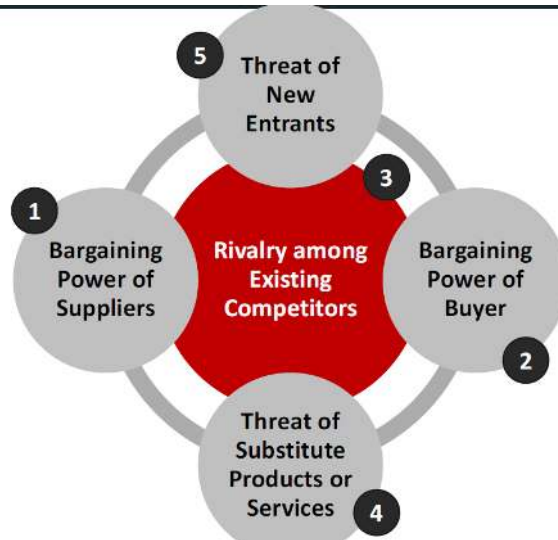 5
Threat of
New
Entrants
3
1
Bargaining
Power of
Suppliers
Rivalry among
Existing
Competitors
Bargaining
Power of
Buyer
2
Threat of
Substitute
Products or
Services
4